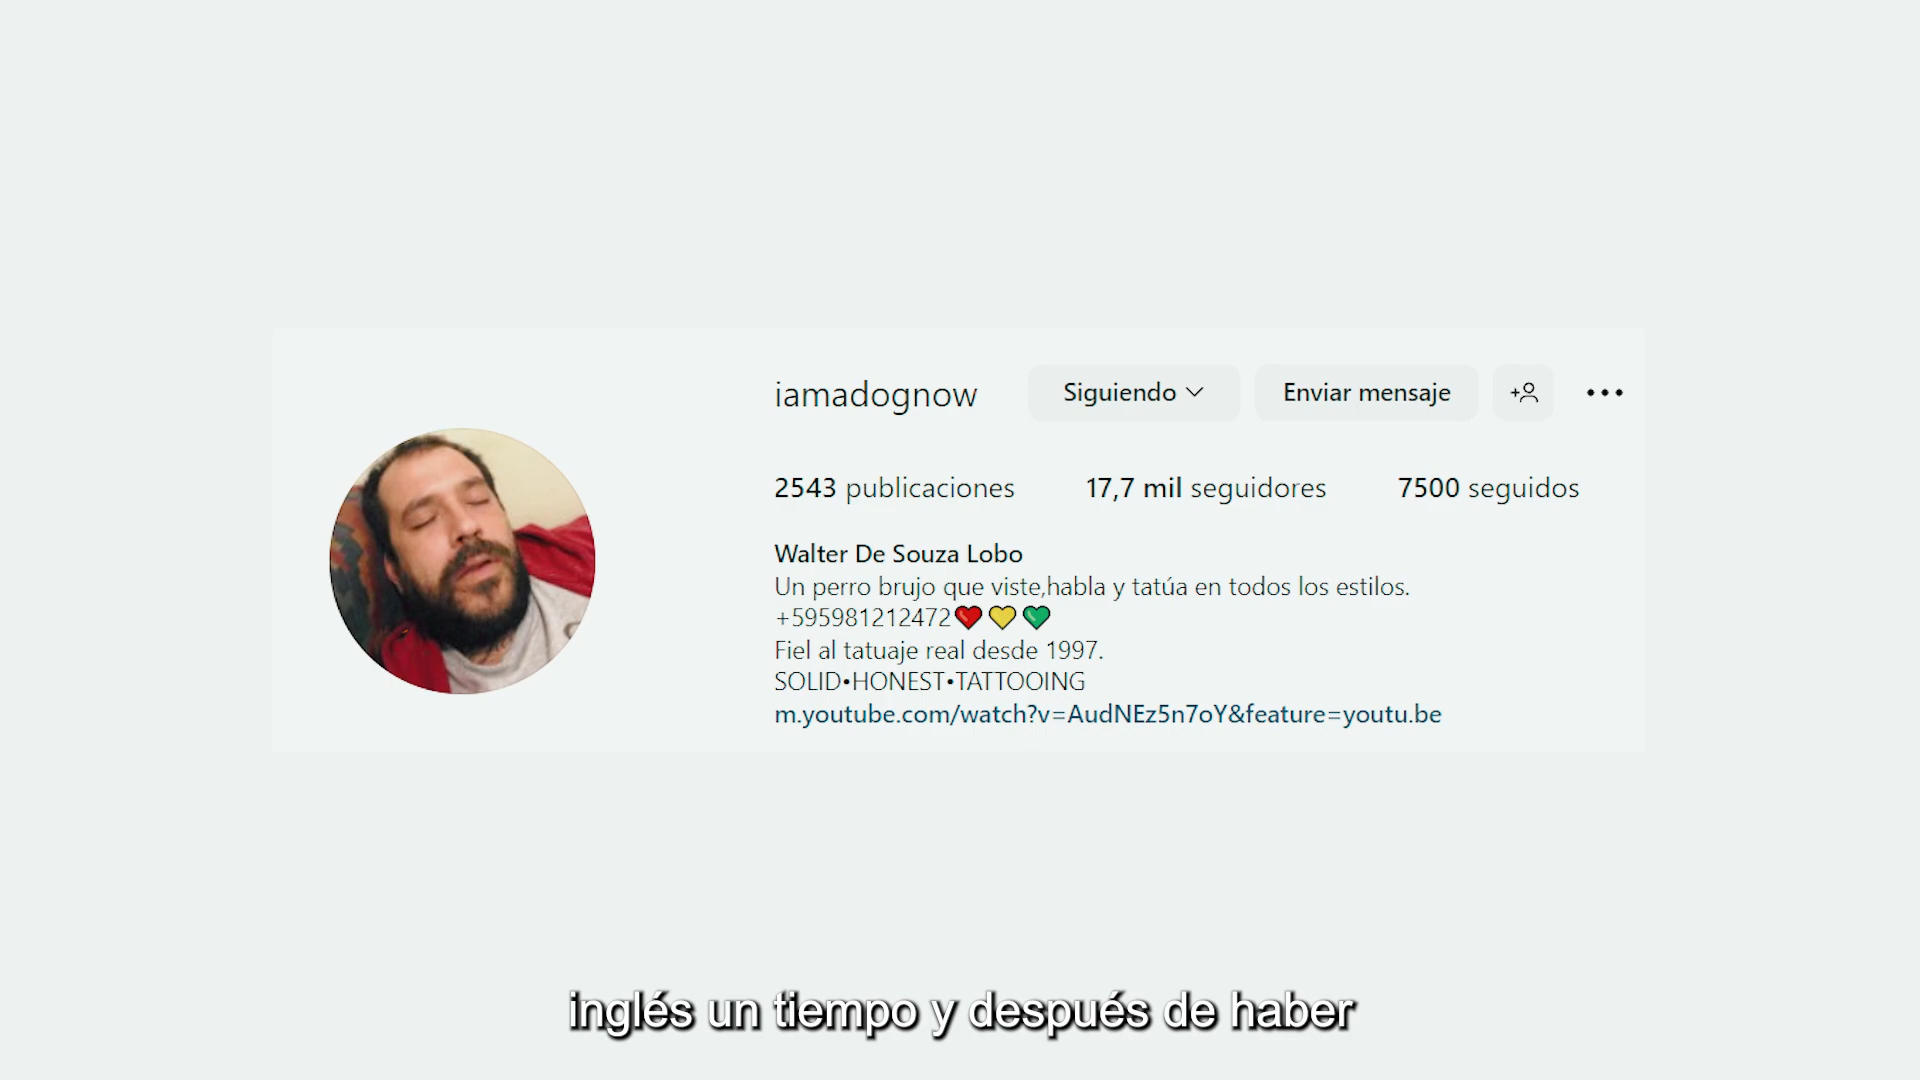 iamadognow Siguiendo Enviar mensaje
2543 publicaciones 17,7 mil seguidores 7500 seguidos
Walter De Souza Lobo
Un perro brujo que viste,habla y tatúa en todos los estilos.
+595981212472❤️💛💚
Fiel al tatuaje real desde 1997.
SOLID•HONEST•TATTOOING
m.youtube.com/watch?v=AudNEz5n7oY&feature=youtu.be
inglés un tiempo y después de haber